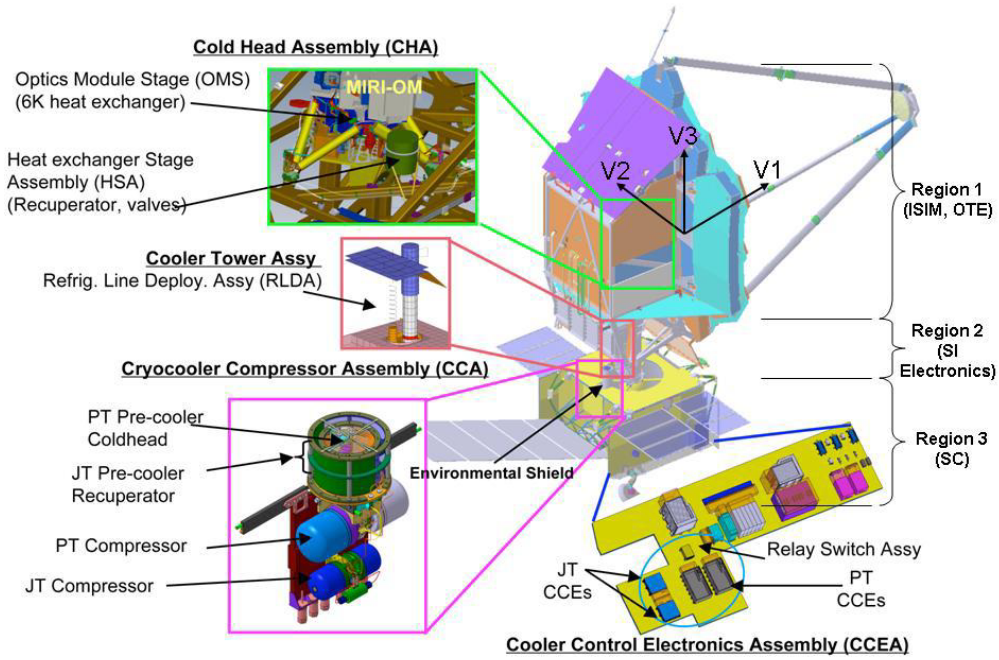 Cold Head Assembly (CHA)
Optics Module Stage (OMS)
(6K heat exchanger)
MIRI-OM
Heat exchanger Stage
Assembly (HSA)
(Recuperator, valves)
V3
V2
V1
Region 1
(ISIM, OTE)
Cooler Tower Assy
Refrig. Line Deploy. Assy (RLDA)
Region 2
(SI
Electronics)
Cryocooler Compressor Assembly (CCA)
PT Pre-cooler
Coldhead
JT Pre-cooler
Recuperator
PT Compressor
JT Compressor
Environmental Shield
Region 3
(SC)
Relay Switch Assy
JT
CCEs
PT
CCEs
Cooler Control Electronics Assembly (CCEA)